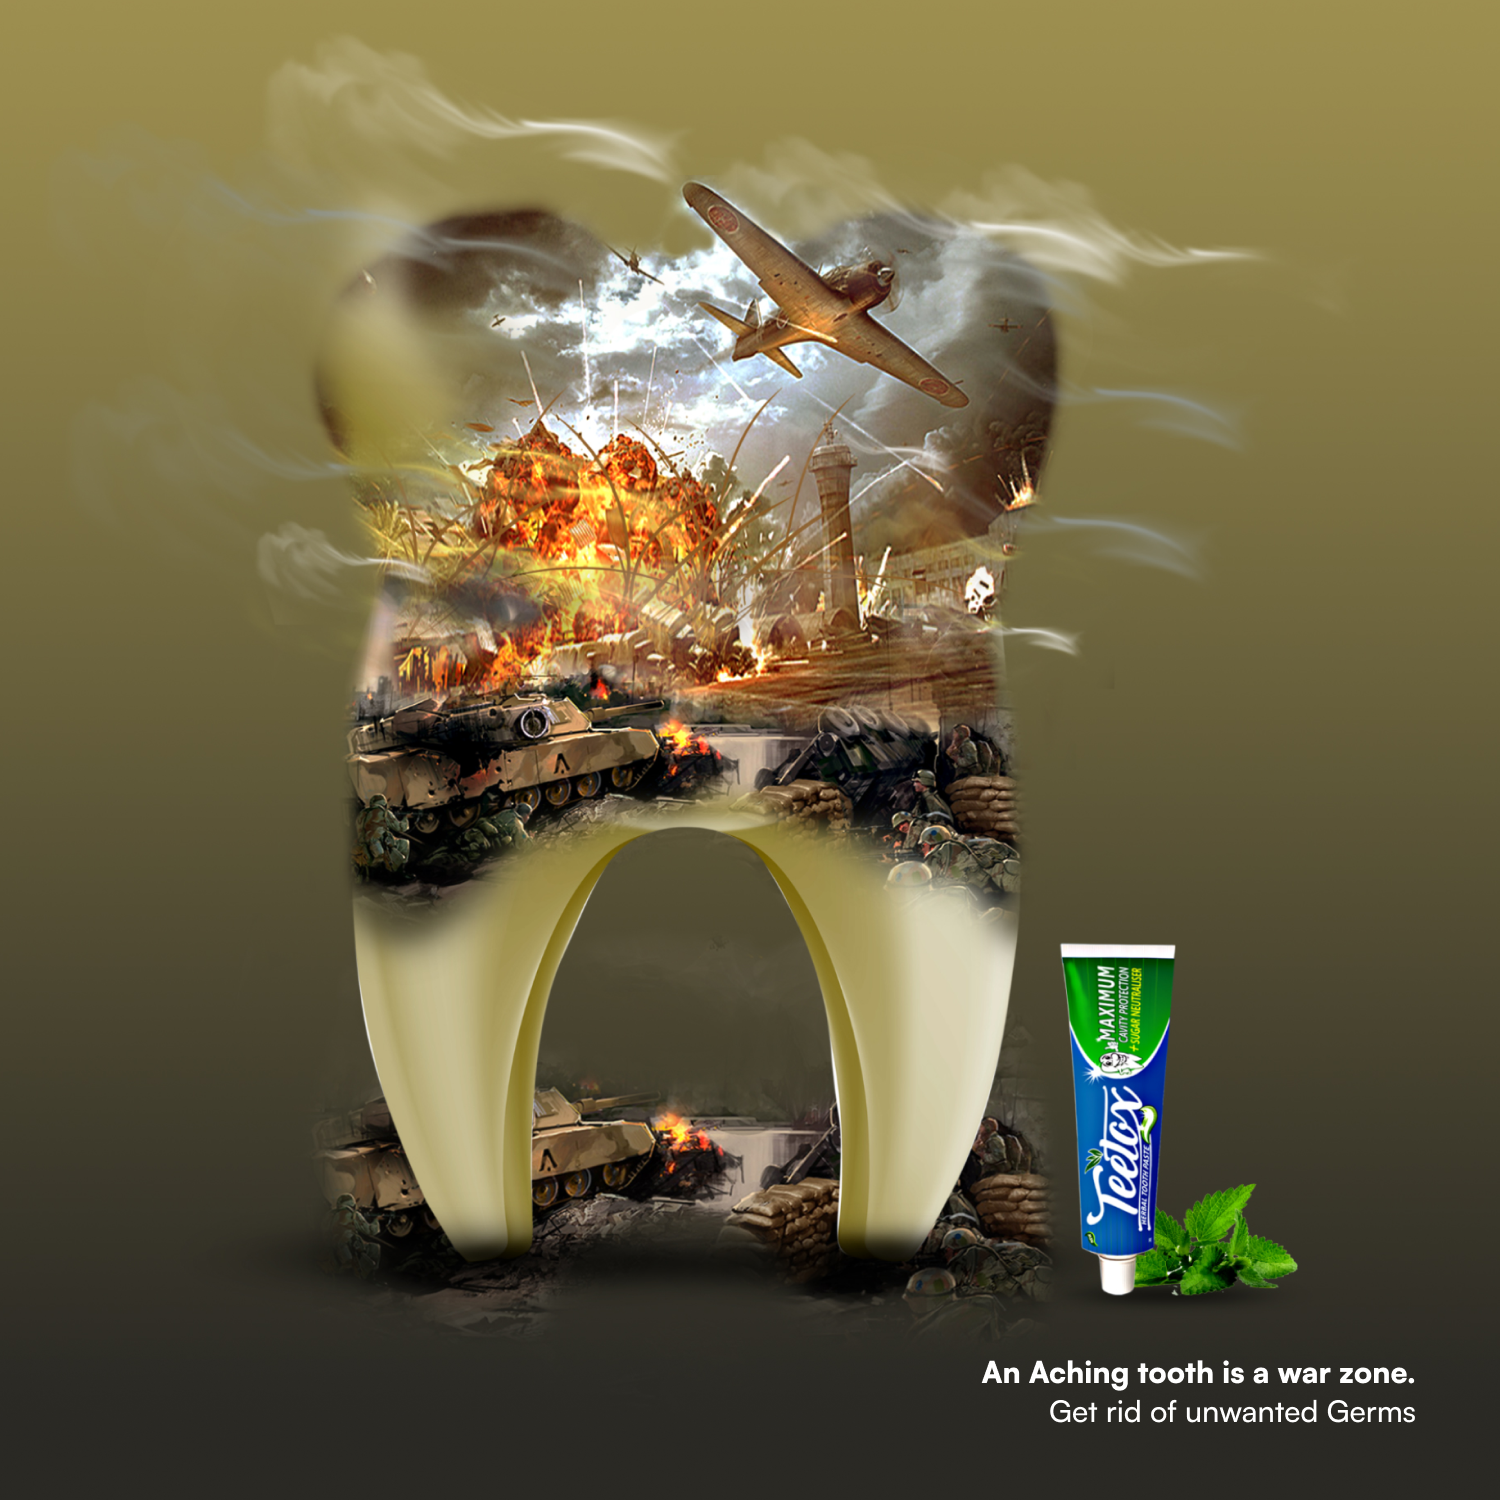 MAXIMUM
CAVITY PROTECTION
+ SUGAR NEUTRALISER
Teetox
HERBAL TOOTH PASTE
An Aching tooth is a war zone.
Get rid of unwanted Germs